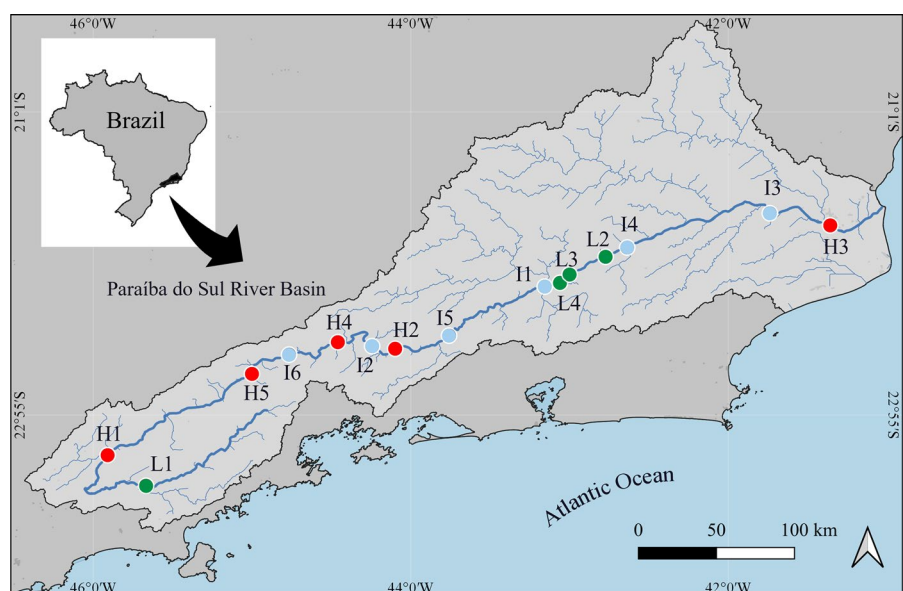 46°0'W
44°0'W
42°0'W
21°1'S
21°1'S
Brazil
I3
H3
I4
L2
L3
I1
L4
Paraíba do Sul River Basin
I5
H4
H2
I2
I6
H5
22°55'S
22°55'S
H1
L1
Atlantic Ocean
0 50 100 km
46°0'W
44°0'W
42°0'W